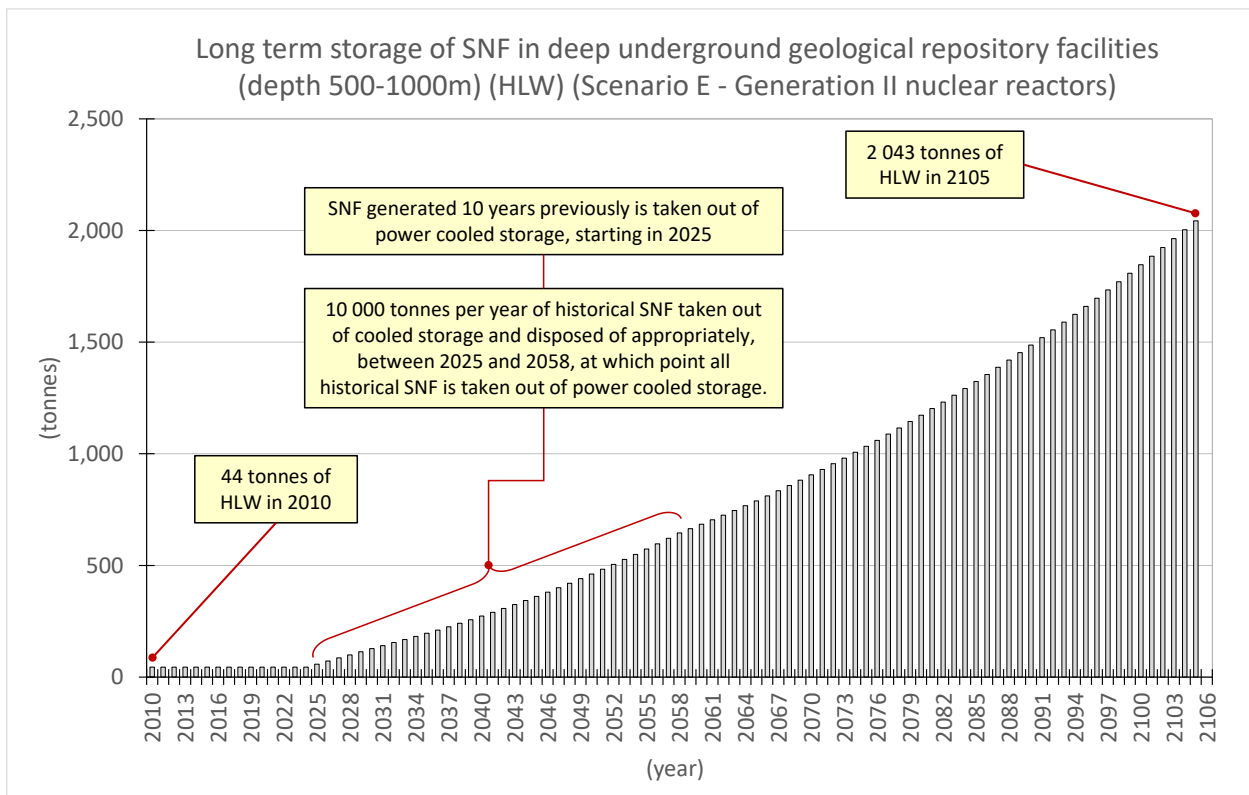 Long term storage of SNF in deep underground geological repository facilities
(depth 500-1000m) (HLW) (Scenario E - Generation II nuclear reactors)
2,500
2,000
1,500
1,000
500
0
(tonnes)
2 043 tonnes of
HLW in 2105
SNF generated 10 years previously is taken out of
power cooled storage, starting in 2025
10 000 tonnes per year of historical SNF taken out
of cooled storage and disposed of appropriately,
between 2025 and 2058, at which point all
historical SNF is taken out of power cooled storage.
44 tonnes of
HLW in 2010
2010
2013
2016
2019
2022
2025
2028
2031
2034
2037
2040
2043
2046
2049
2052
2055
2058
2061
2064
2067
2070
2073
2076
2079
2082
2085
2088
2091
2094
2097
2100
2103
2106
(year)